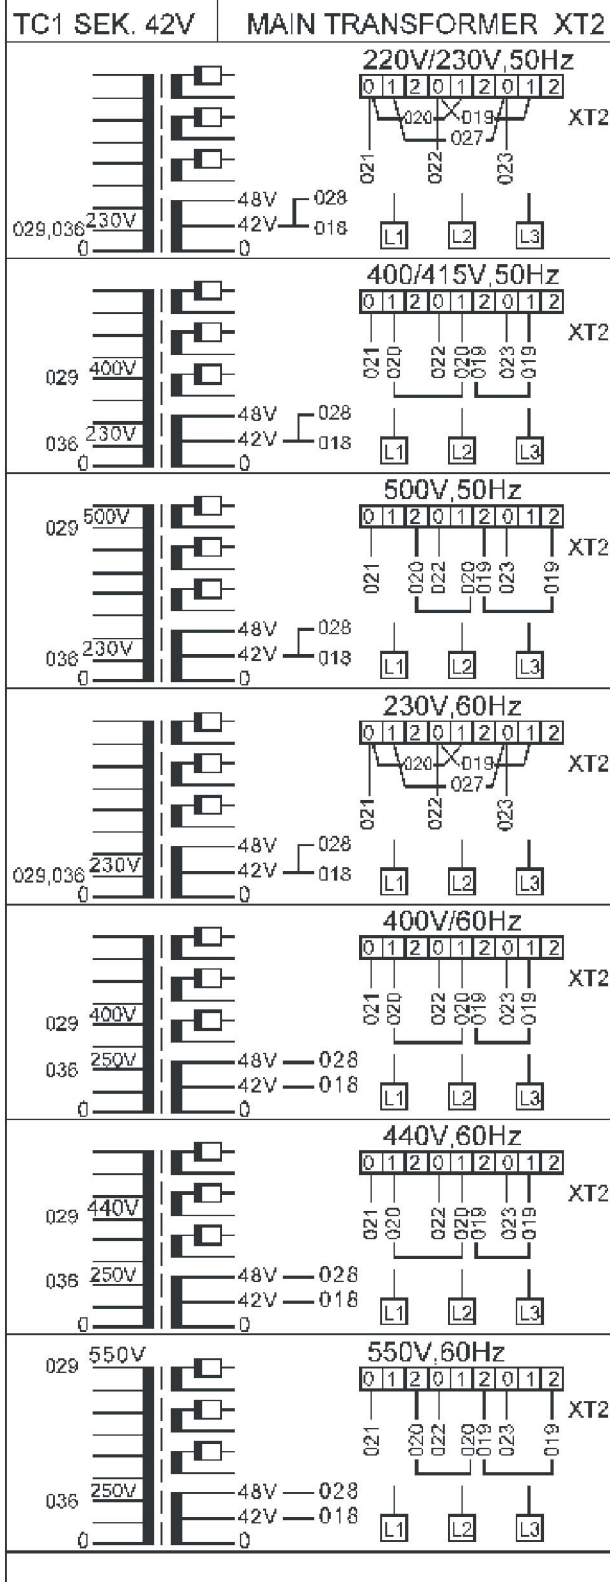 TC1 SEK. 42V MAIN TRANSFORMER XT2
220V/230V,50Hz
0 1 2 0 1 2 0 1 2
XT2
020 019
027
021 022 023
48V 028
029,036 230V 42V 018
0 0
L1 L2 L3
400/415V,50Hz
0 1 2 0 1 2 0 1 2
XT2
021 020 022 020 019 023 019
029 400V
48V 028
036 230V 42V 018
0 0
L1 L2 L3
500V,50Hz
0 1 2 0 1 2 0 1 2
029 500V
XT2
021 020 022 020 019 023 019
48V 028
036 230V 42V 018
0 0
L1 L2 L3
230V,60Hz
0 1 2 0 1 2 0 1 2
XT2
020 019
027
021 022 023
48V 028
029,036 230V 42V 018
0 0
L1 L2 L3
400V/60Hz
0 1 2 0 1 2 0 1 2
XT2
021 020 022 020 019 023 019
029 400V
036 250V 48V 028
42V 018
0 0
L1 L2 L3
440V,60Hz
0 1 2 0 1 2 0 1 2
XT2
029 440V
021 020 022 020 019 023 019
036 250V 48V 028
42V 018
0 0
L1 L2 L3
029 550V
550V,60Hz
0 1 2 0 1 2 0 1 2
XT2
021 020 022 020 019 023 019
036 250V 48V 028
42V 018
0 0
L1 L2 L3